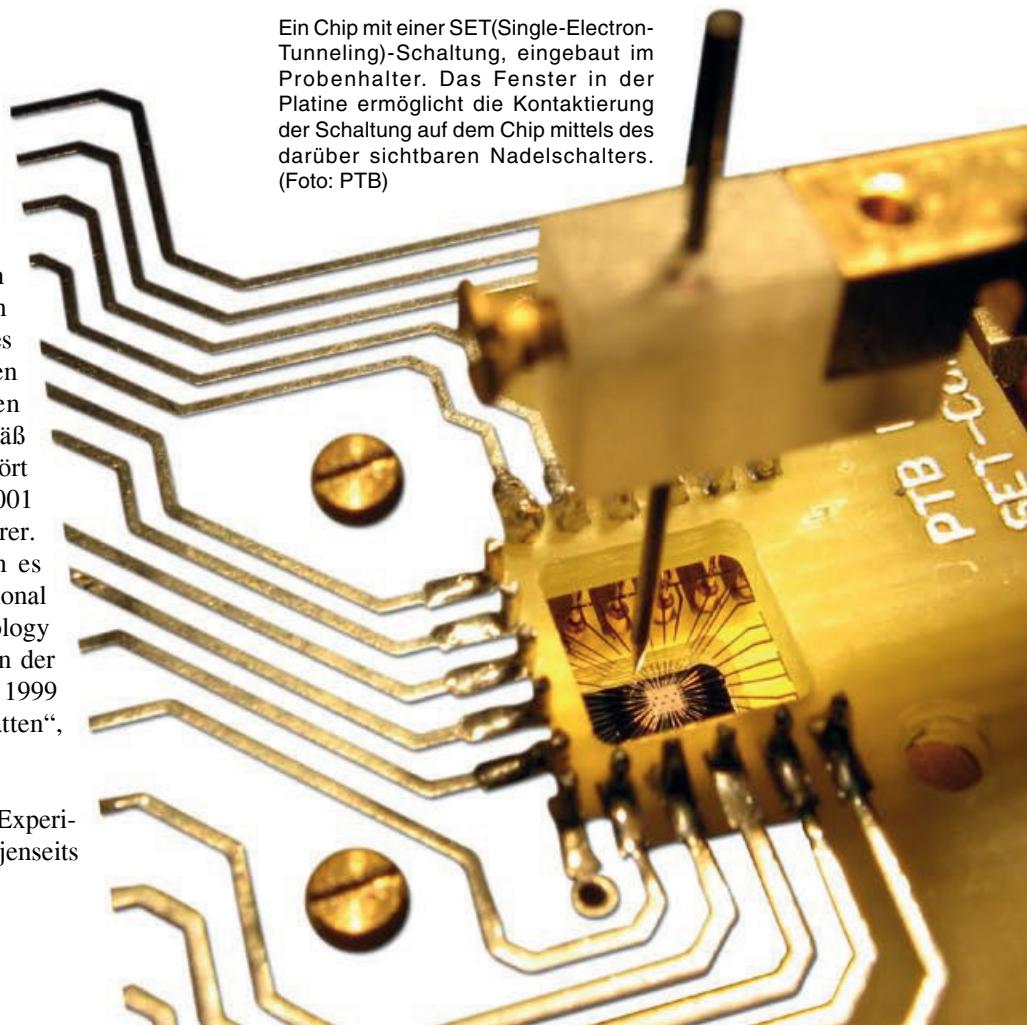 Ein Chip mit einer SET(Single-Electron-
Tunneling)-Schaltung, eingebaut im
Probenhalter. Das Fenster in der
Platine ermöglicht die Kontaktierung
der Schaltung auf dem Chip mittels des
darüber sichtbaren Nadelschalters.
(Foto: PTB)
n
n
es
en
en
äß
ört
001
rer.
n es
onal
ology
n der
1999
atten“,
Experi-
jenseits
PTB
SET-Co